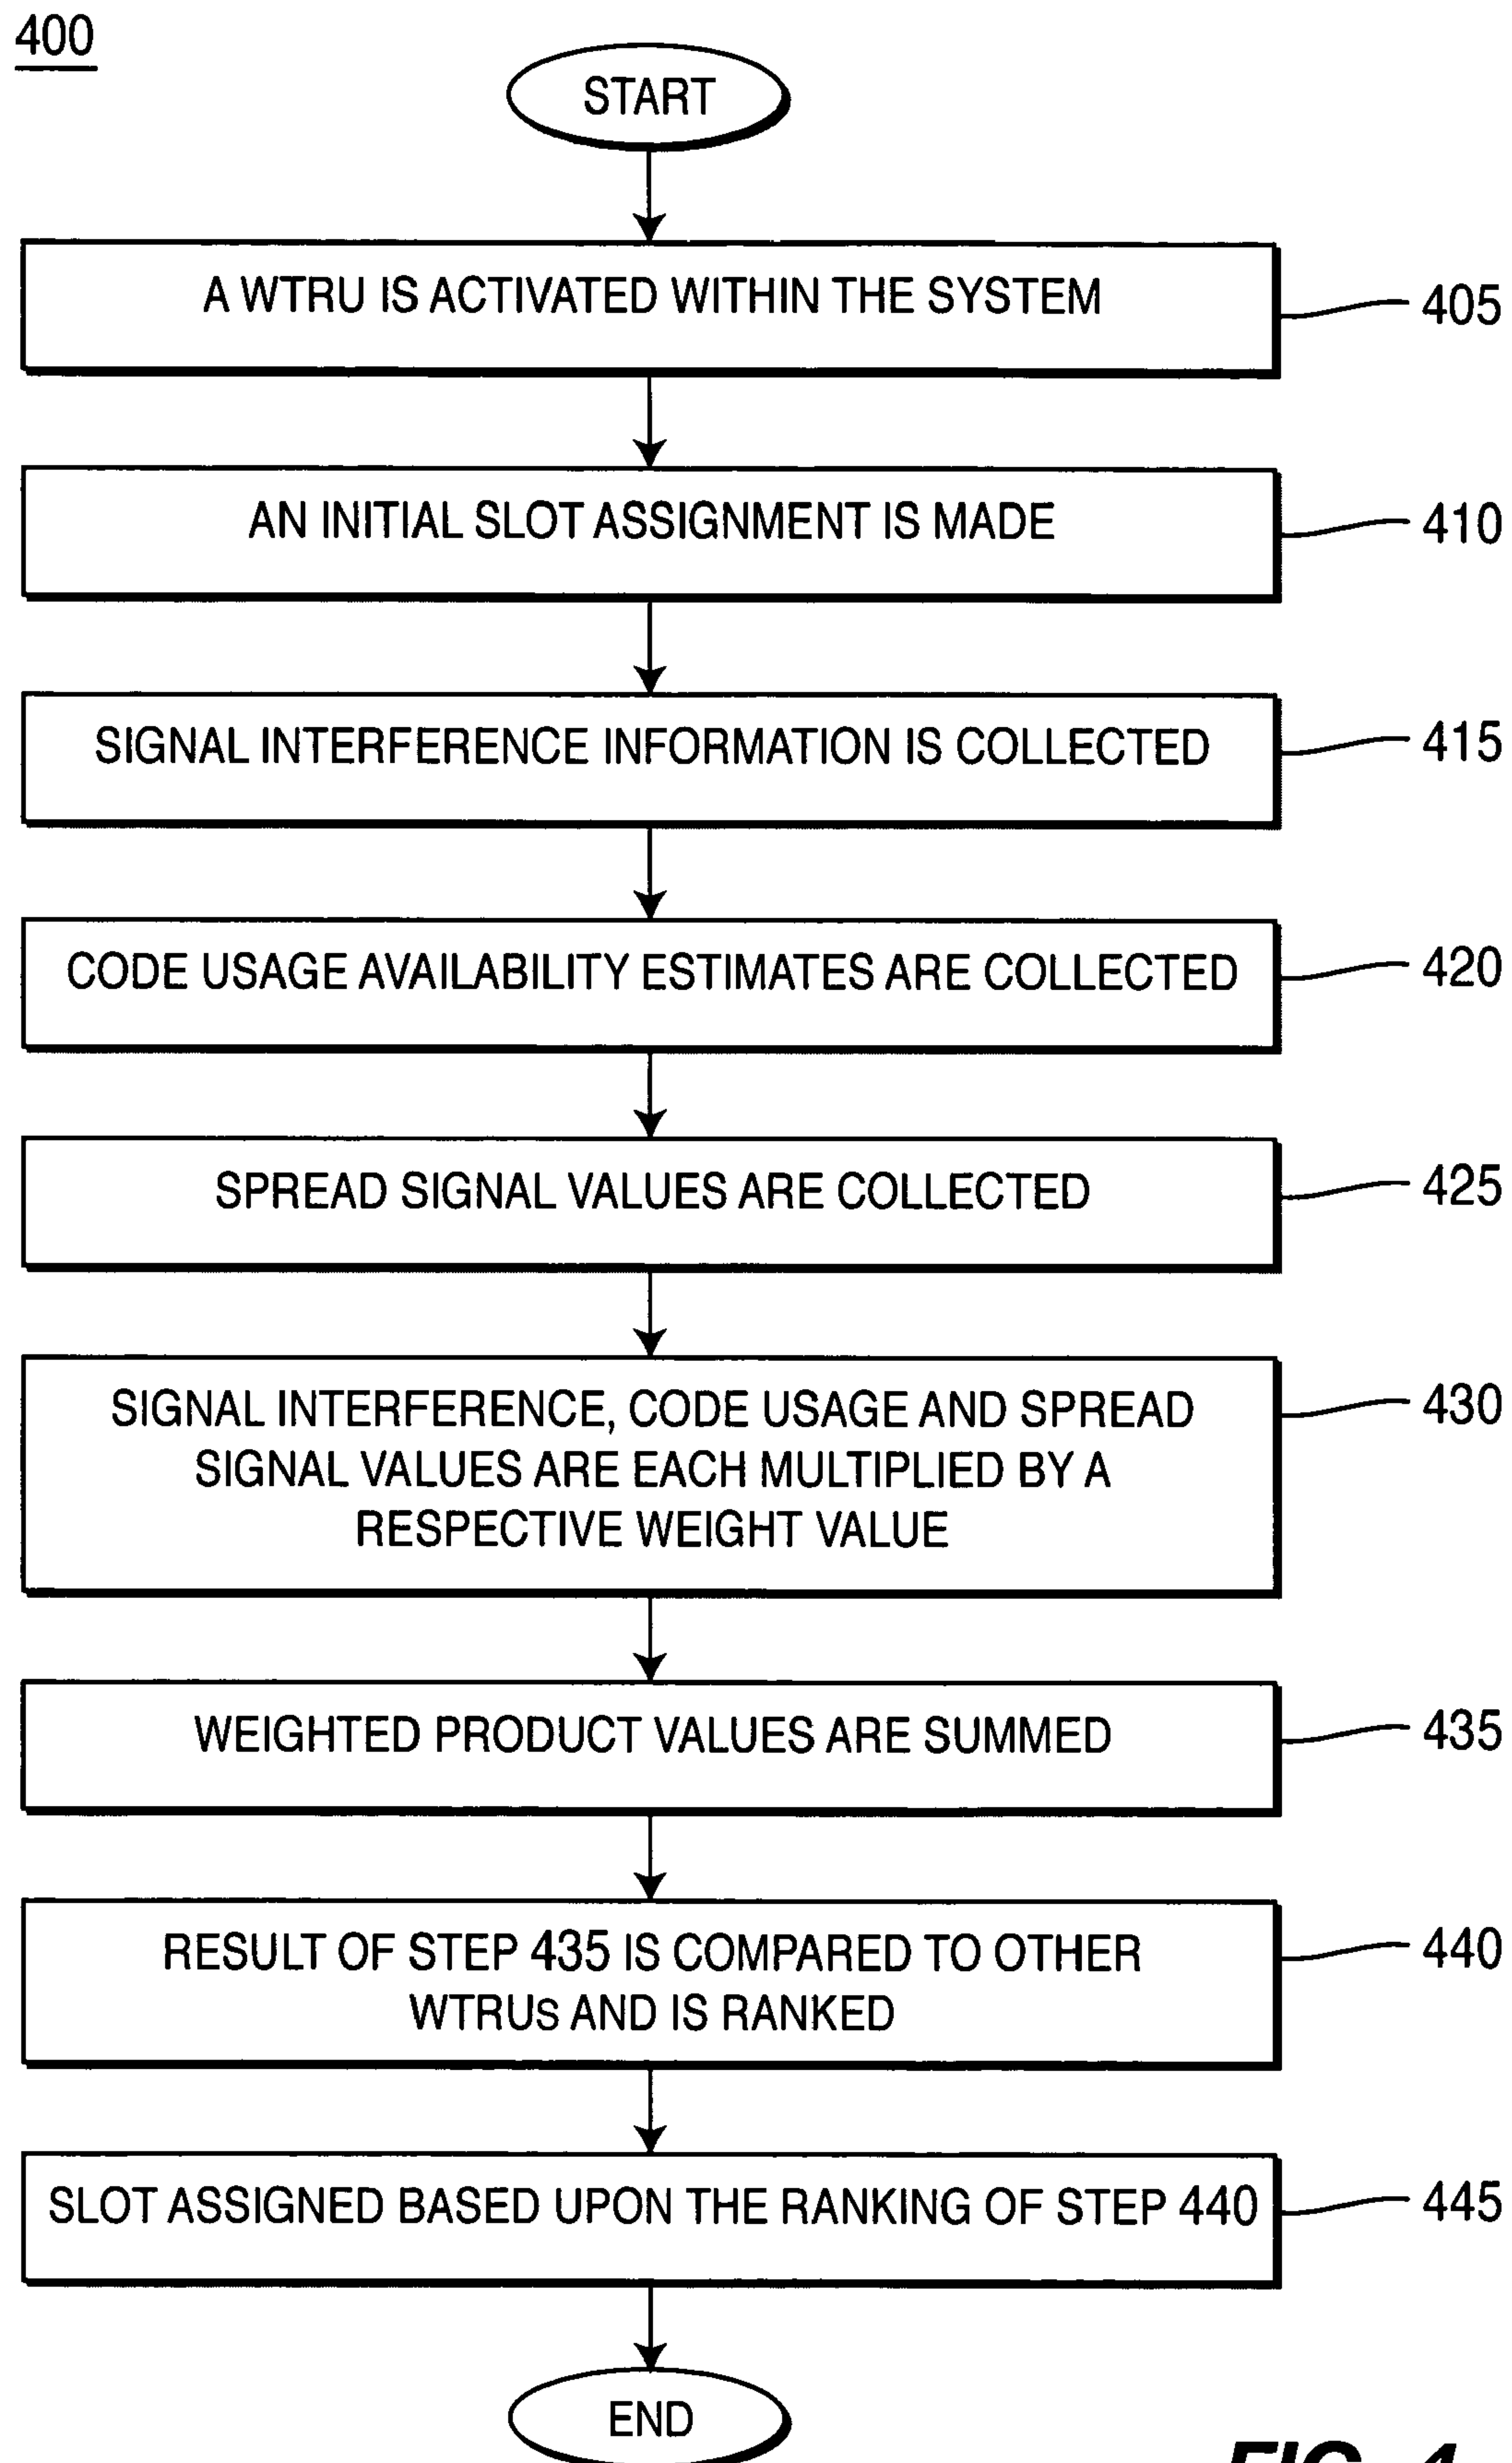 400
START
A WTRU IS ACTIVATED WITHIN THE SYSTEM
405
AN INITIAL SLOT ASSIGNMENT IS MADE
410
SIGNAL INTERFERENCE INFORMATION IS COLLECTED
415
CODE USAGE AVAILABILITY ESTIMATES ARE COLLECTED
420
SPREAD SIGNAL VALUES ARE COLLECTED
425
SIGNAL INTERFERENCE, CODE USAGE AND SPREAD
SIGNAL VALUES ARE EACH MULTIPLIED BY A
RESPECTIVE WEIGHT VALUE
430
WEIGHTED PRODUCT VALUES ARE SUMMED
435
RESULT OF STEP 435 IS COMPARED TO OTHER
WTRUs AND IS RANKED
440
SLOT ASSIGNED BASED UPON THE RANKING OF STEP 440
445
END
FIG. 4